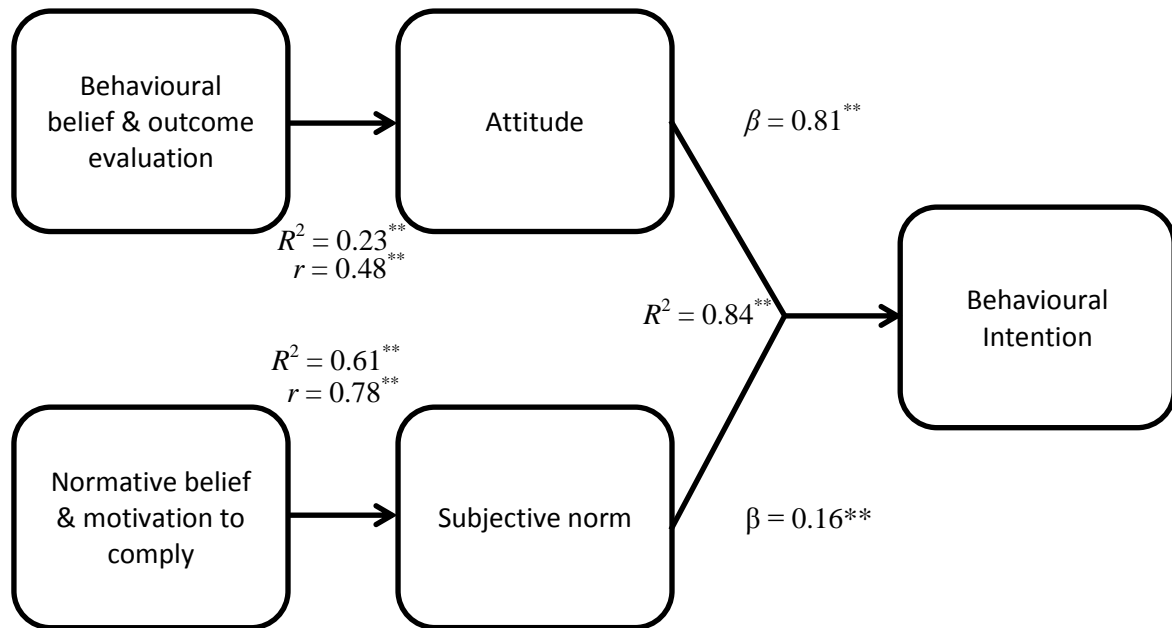 Behavioural
belief & outcome
evaluation
Attitude
β = 0.81**
R² = 0.23**
r = 0.48**
R² = 0.84**
Behavioural
Intention
R² = 0.61**
r = 0.78**
Normative belief
& motivation to
comply
Subjective norm
β = 0.16**